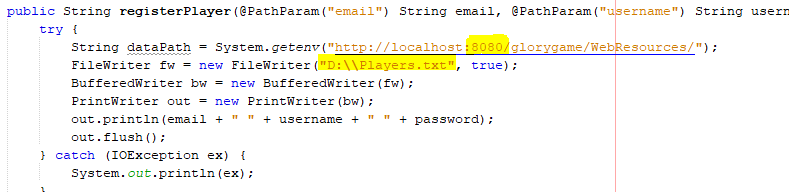 public String registerPlayer(@PathParam("email") String email, @PathParam("username") String usern
try {
String dataPath = System.getenv("http://localhost:8080/glorygame/WebResources/");
FileWriter fw = new FileWriter("D:\\Players.txt", true);
BufferedWriter bw = new BufferedWriter(fw);
PrintWriter out = new PrintWriter(bw);
out.println(email + " " + username + " " + password);
out.flush();
} catch (IOException ex) {
System.out.println(ex);
}